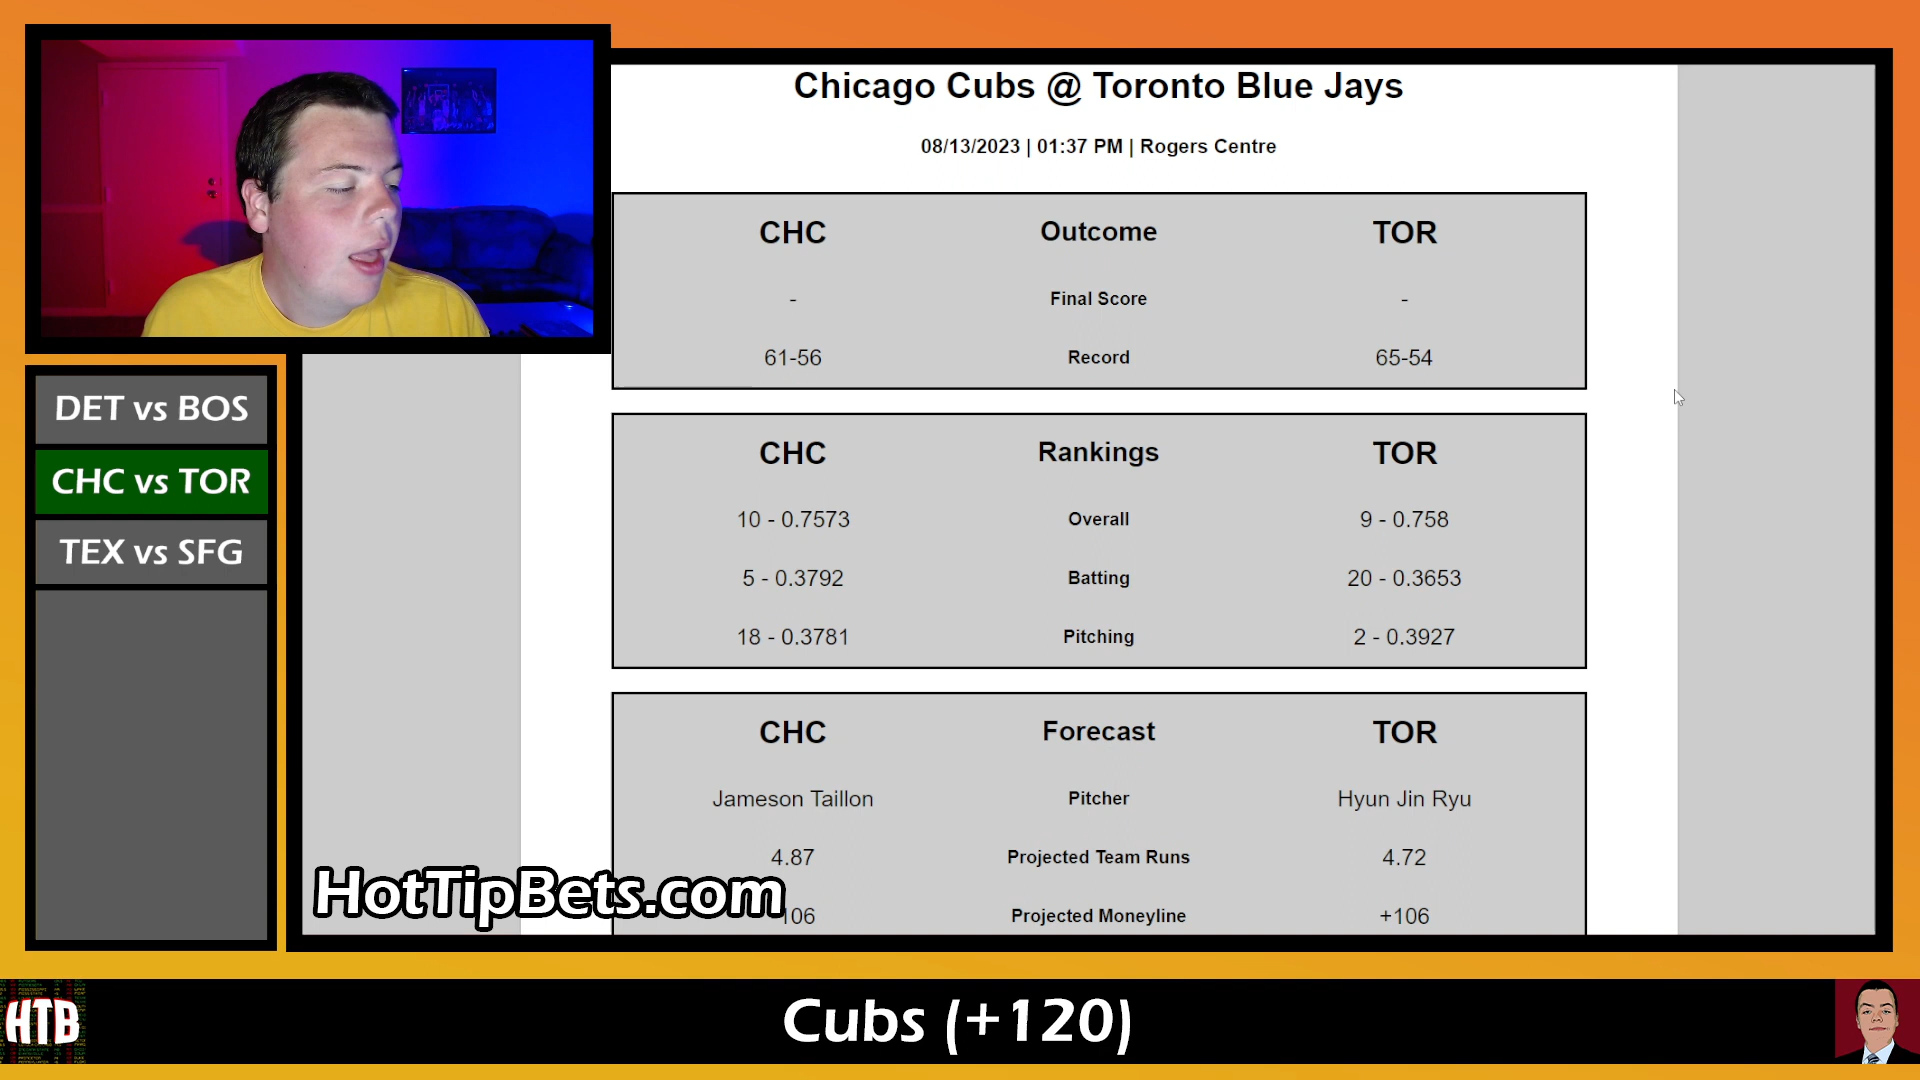 Chicago Cubs @ Toronto Blue Jays
08/13/2023 | 01:37 PM | Rogers Centre
CHC Outcome TOR
- Final Score -
61-56 Record 65-54
CHC Rankings TOR
10 - 0.7573 Overall 9 - 0.758
5 - 0.3792 Batting 20 - 0.3653
18 - 0.3781 Pitching 2 - 0.3927
CHC Forecast TOR
Jameson Taillon Pitcher Hyun Jin Ryu
4.87 Projected Team Runs 4.72
106 Projected Moneyline +106
DET vs BOS
CHC vs TOR
TEX vs SFG
HotTipBets.com
HTB
Cubs (+120)